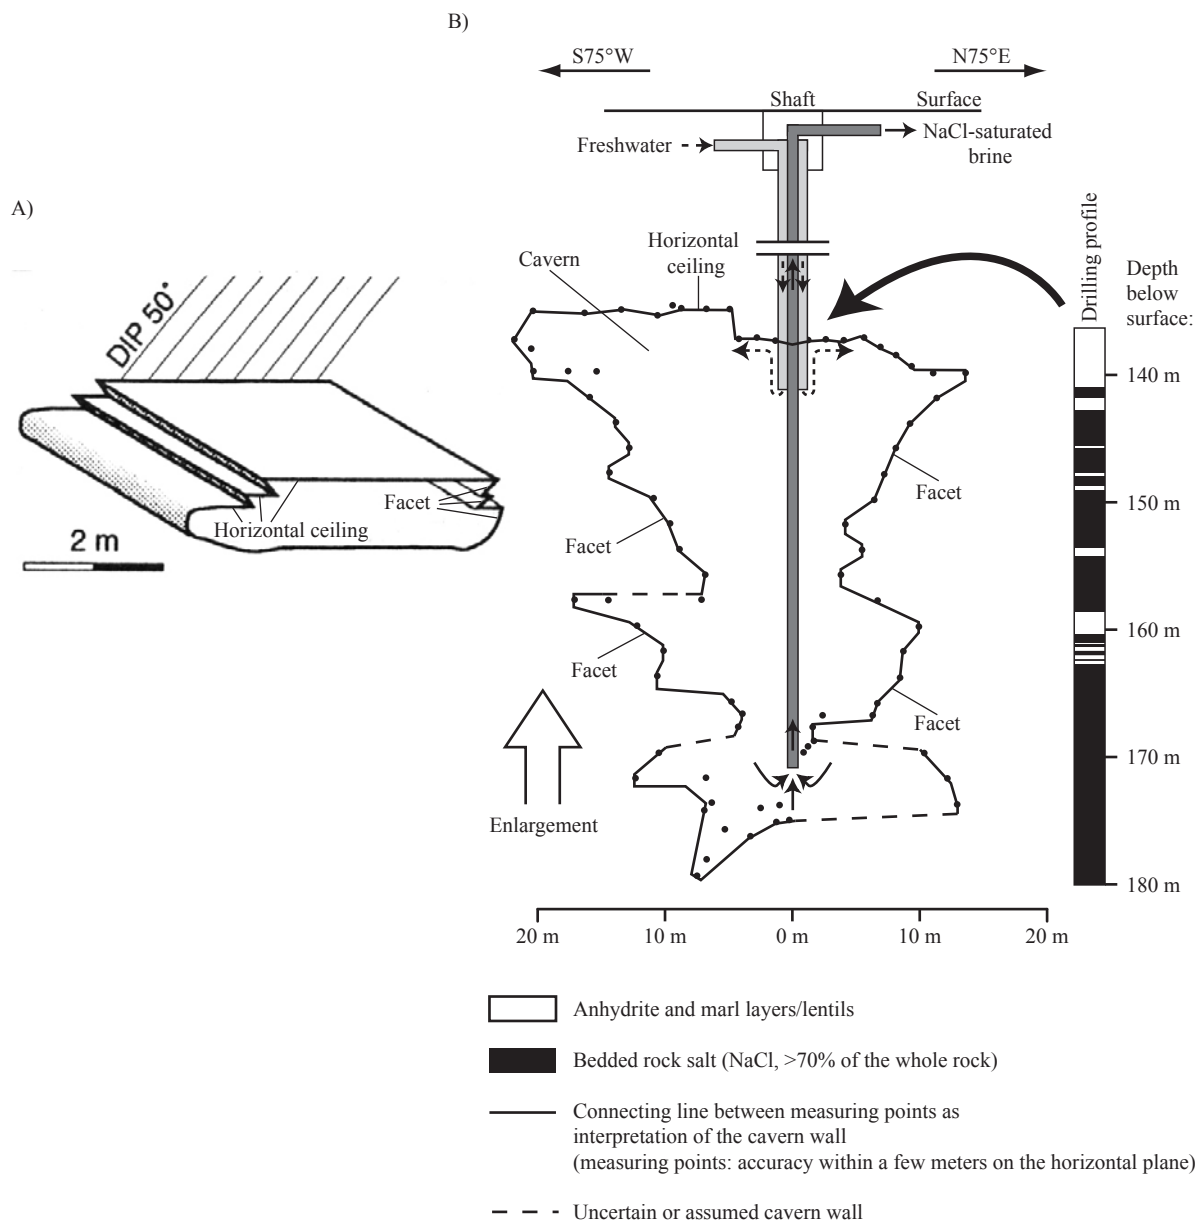 B)
S75°W
N75°E
Shaft
Surface
Freshwater
NaCl-saturated
brine
A)
DIP 50°
Horizontal ceiling
Facet
2 m
Cavern
Horizontal
ceiling
Drilling profile
Depth
below
surface:
140 m
Facet
150 m
Facet
160 m
Facet
Facet
170 m
Enlargement
180 m
20 m
10 m
0 m
10 m
20 m
Anhydrite and marl layers/lentils
Bedded rock salt (NaCl, >70% of the whole rock)
Connecting line between measuring points as
interpretation of the cavern wall
(measuring points: accuracy within a few meters on the horizontal plane)
Uncertain or assumed cavern wall